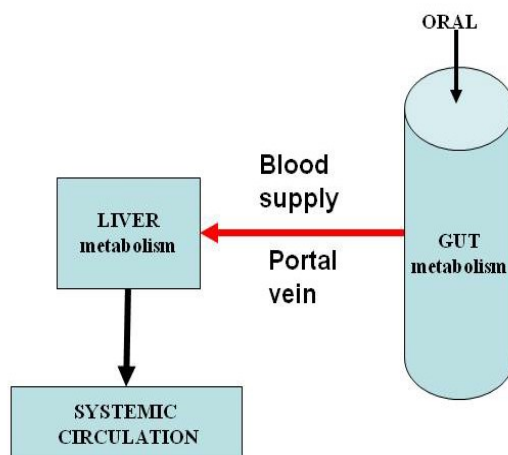 ORAL
Blood
supply
LIVER
metabolism
Portal
vein
GUT
metabolism
SYSTEMIC
CIRCULATION